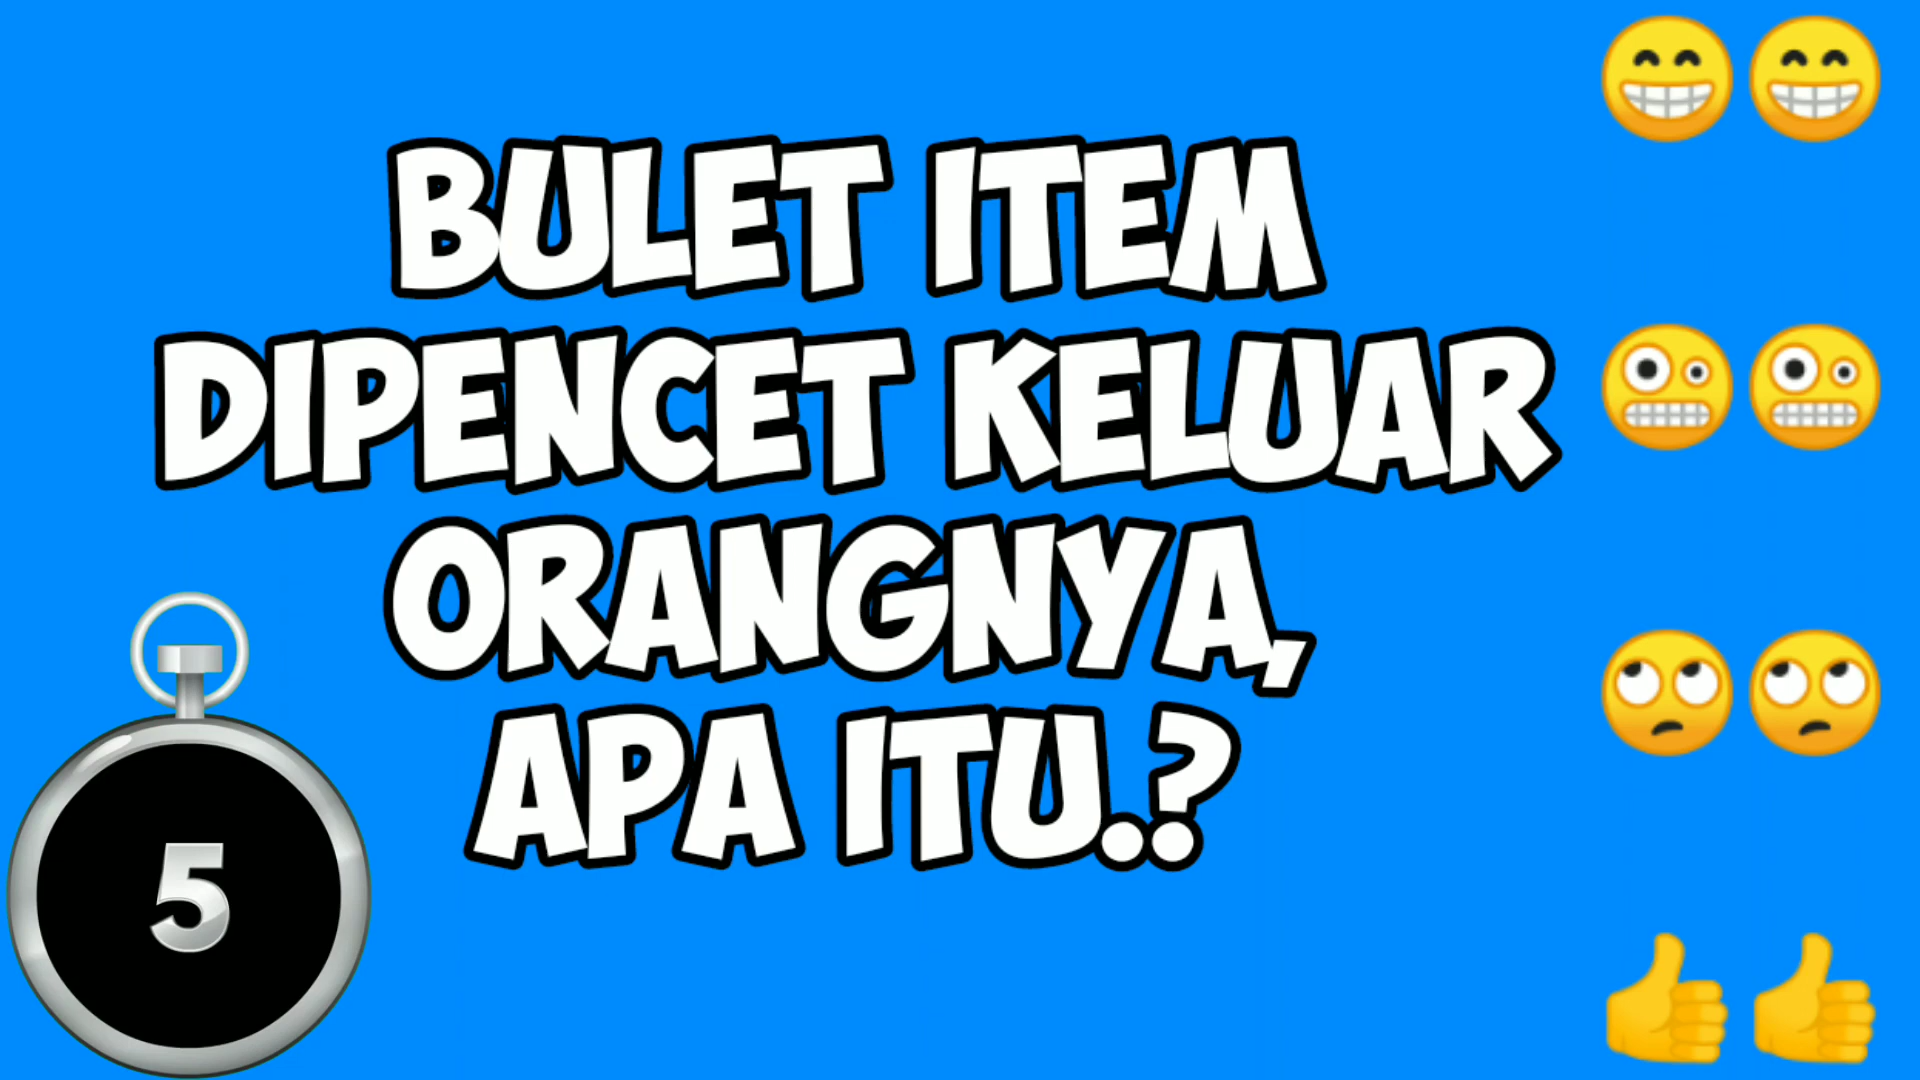 BULET ITEM
DIPENCET KELUAR
ORANGNYA,
APA ITU.?
5